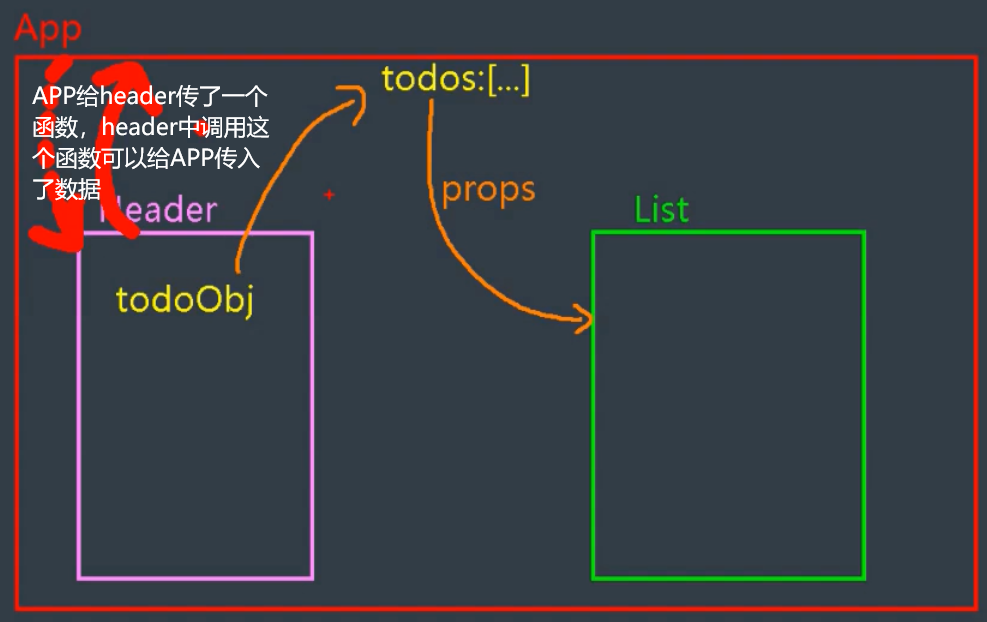 App
todos:[...]
APP给header传了一个
函数，header中调用这
个函数可以给APP传入
了数据
props
Header
List
todoObj